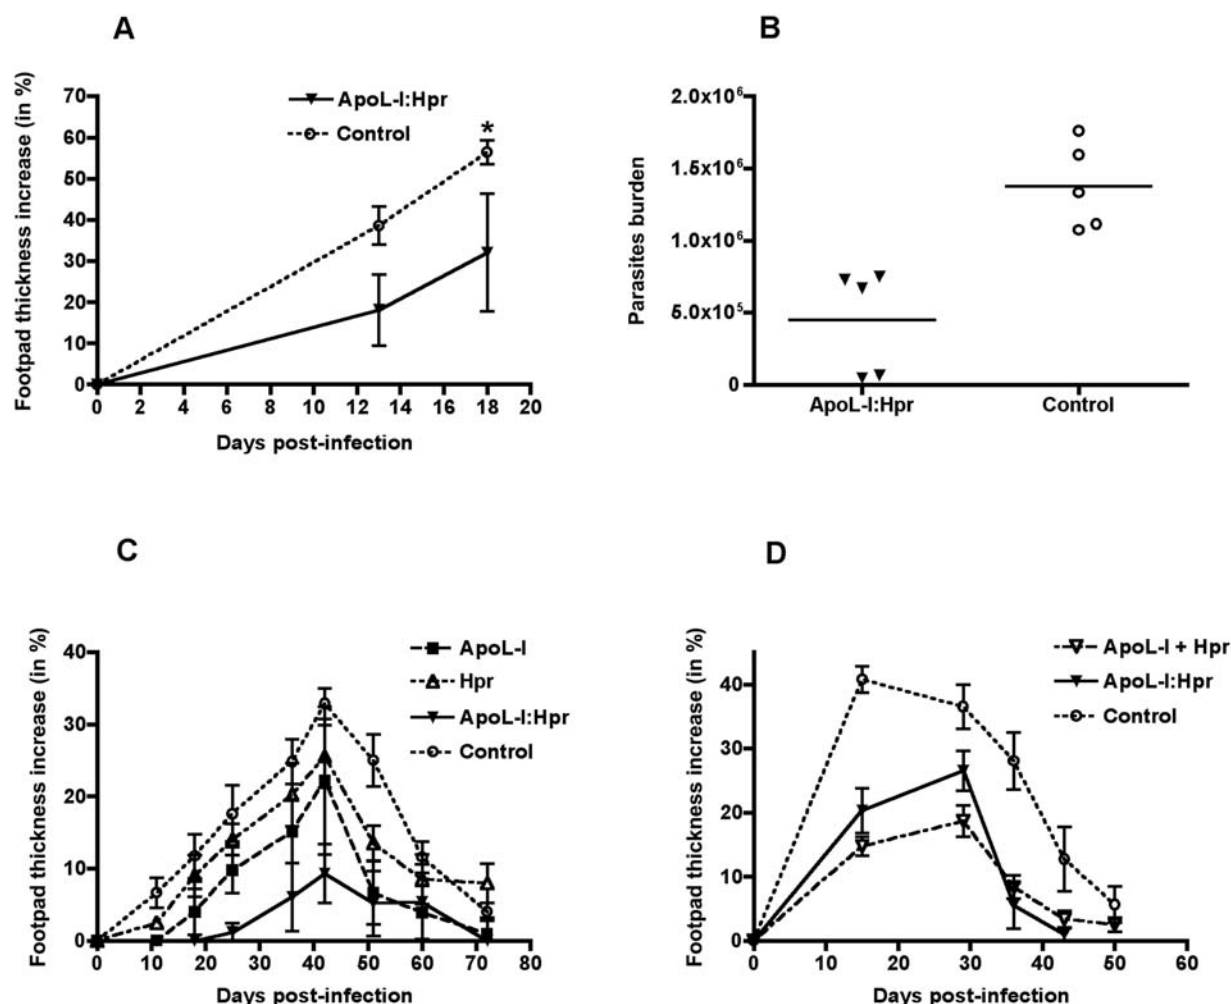 A
Footpad thickness increase (in %)
70
60
50
40
30
20
10
0
ApoL-I:Hpr
Control
*
0 2 4 6 8 10 12 14 16 18 20
Days post-infection
B
Parasites burden
2.0x10⁶
1.5x10⁶
1.0x10⁶
5.0x10⁵
0
ApoL-I:Hpr Control
C
Footpad thickness increase (in %)
40
30
20
10
0
ApoL-I
Hpr
ApoL-I:Hpr
Control
0 10 20 30 40 50 60 70 80
Days post-infection
D
Footpad thickness increase (in %)
40
30
20
10
0
ApoL-I + Hpr
ApoL-I:Hpr
Control
0 10 20 30 40 50 60
Days post-infection